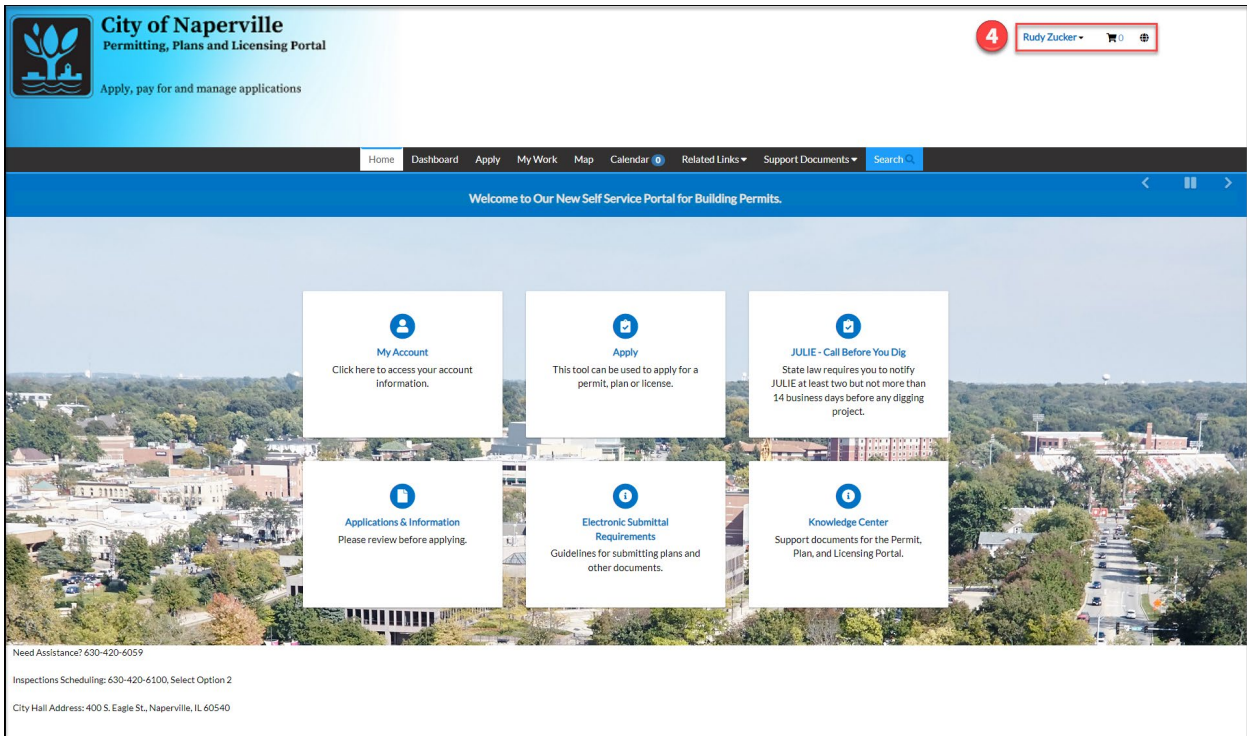 City of Naperville
Permitting, Plans and Licensing Portal
Apply, pay for and manage applications
4
Rudy Zucker
0
Home Dashboard Apply My Work Map Calendar 0 Related Links Support Documents Search
Welcome to Our New Self Service Portal for Building Permits.
My Account
Click here to access your account
information.
Apply
This tool can be used to apply for a
permit, plan or license.
JULIE - Call Before You Dig
State law requires you to notify
JULIE at least two but not more than
14 business days before any digging
project.
Applications & Information
Please review before applying.
Electronic Submittal
Requirements
Guidelines for submitting plans and
other documents.
Knowledge Center
Support documents for the Permit,
Plan, and Licensing Portal.
Need Assistance? 630-420-6059
Inspections Scheduling: 630-420-6100, Select Option 2
City Hall Address: 400 S. Eagle St., Naperville, IL 60540